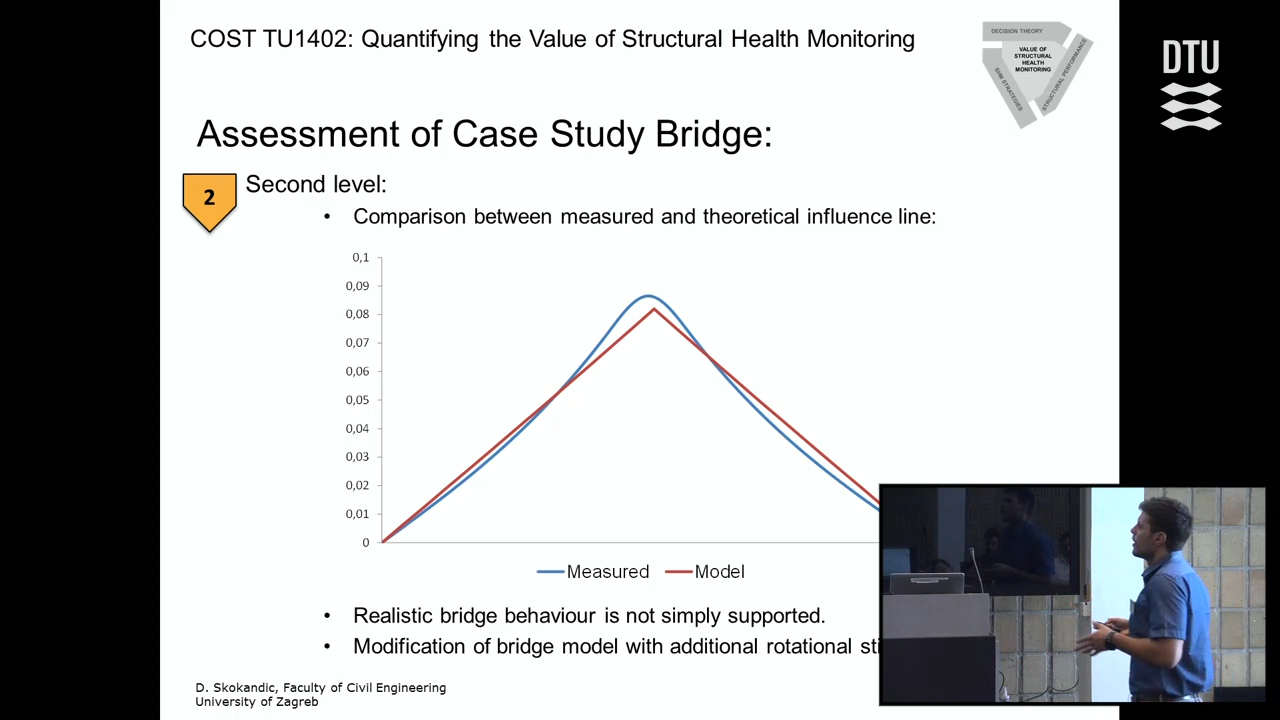 COST TU1402: Quantifying the Value of Structural Health Monitoring
DECISION THEORY
VALUE OF
STRUCTURAL
HEALTH
MONITORING
SHM STRATEGIES
STRUCTURAL PERFORMANCE
DTU
Assessment of Case Study Bridge:
2
Second level:
• Comparison between measured and theoretical influence line:
0,1
0,09
0,08
0,07
0,06
0,05
0,04
0,03
0,02
0,01
0
Measured Model
• Realistic bridge behaviour is not simply supported.
• Modification of bridge model with additional rotational
D. Skokandic, Faculty of Civil Engineering
University of Zagreb